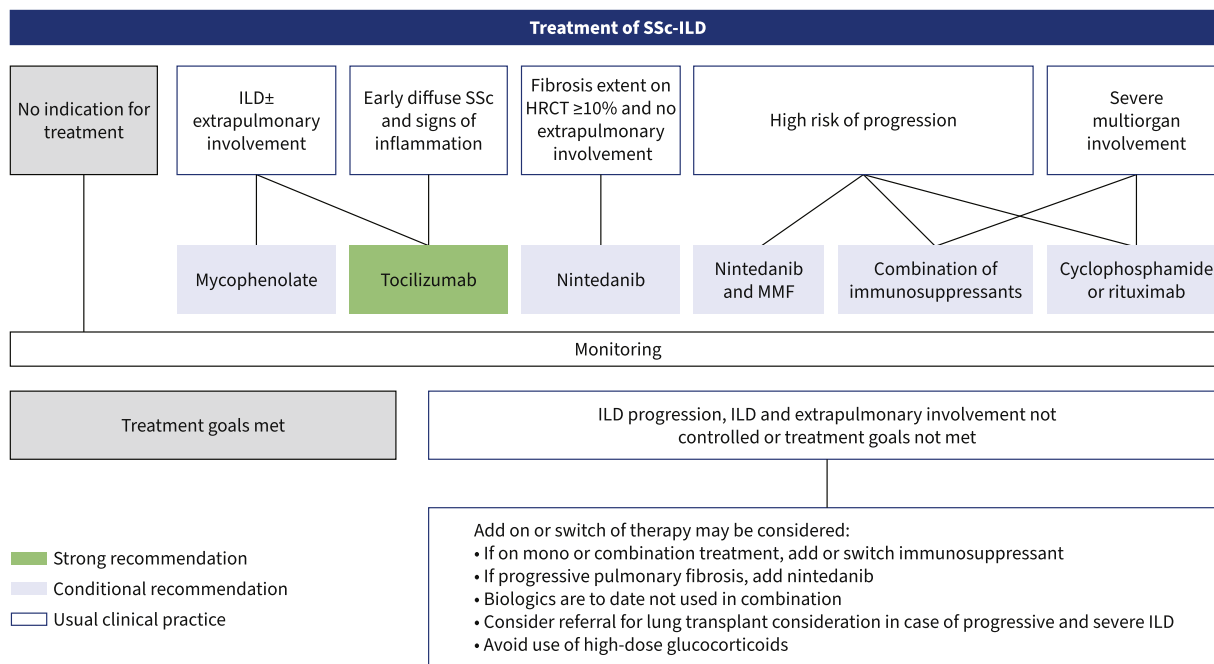 Treatment of SSc-ILD
No indication for
treatment
ILD±
extrapulmonary
involvement
Early diffuse SSc
and signs of
inflammation
Fibrosis extent on
HRCT ≥10% and no
extrapulmonary
involvement
High risk of progression
Severe
multiorgan
involvement
Mycophenolate
Tocilizumab
Nintedanib
Nintedanib
and MMF
Combination of
immunosuppressants
Cyclophosphamide
or rituximab
Monitoring
Treatment goals met
ILD progression, ILD and extrapulmonary involvement not
controlled or treatment goals not met
Strong recommendation
Conditional recommendation
Usual clinical practice
Add on or switch of therapy may be considered:
• If on mono or combination treatment, add or switch immunosuppressant
• If progressive pulmonary fibrosis, add nintedanib
• Biologics are to date not used in combination
• Consider referral for lung transplant consideration in case of progressive and severe ILD
• Avoid use of high-dose glucocorticoids